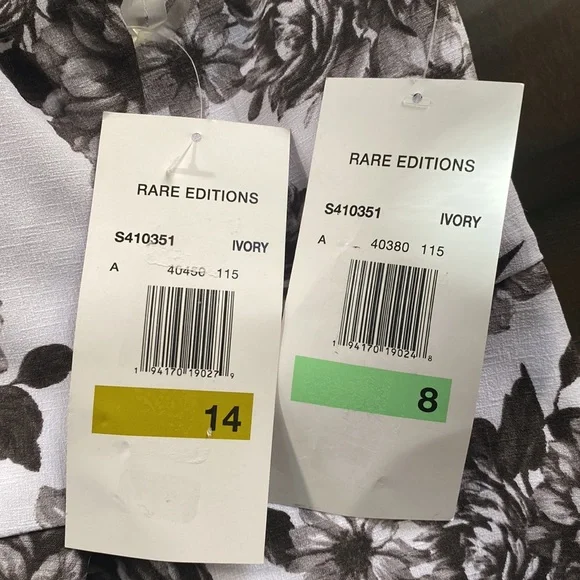 RARE EDITIONS
S410351 IVORY
A 40450 115
1 94170 19027 9
14
RARE EDITIONS
S410351 IVORY
A 40380 115
1 94170 19024 8
8